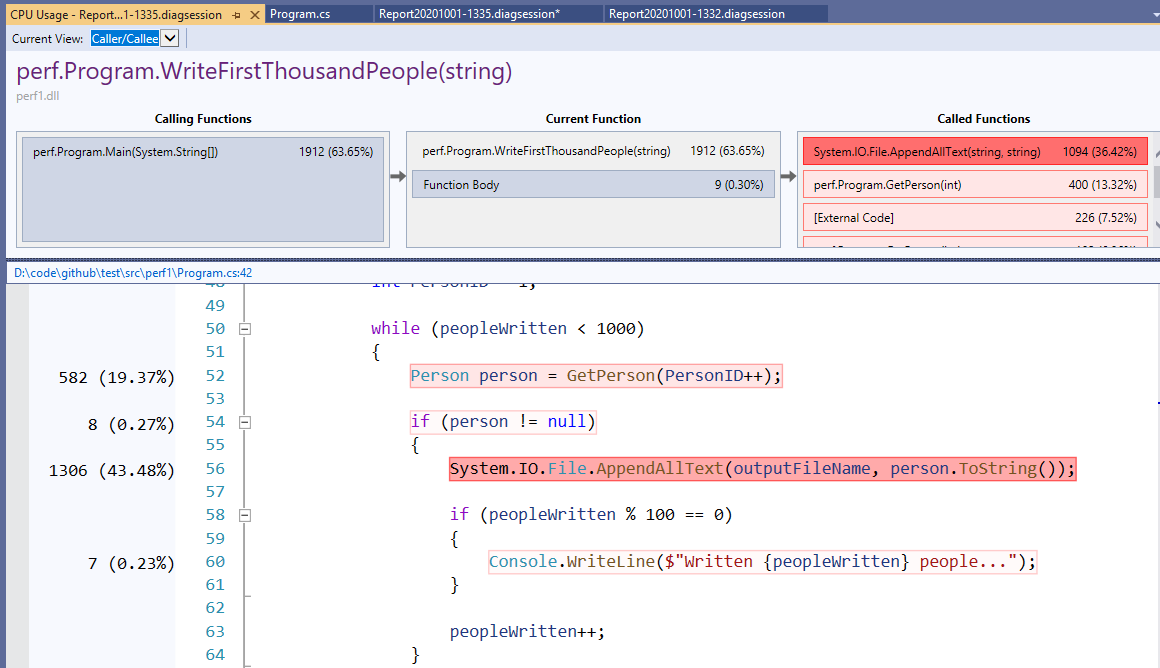 CPU Usage - Report...1-1335.diagsession
Program.cs
Report20201001-1335.diagsession*
Report20201001-1332.diagsession
Current View: Caller/Callee
perf.Program.WriteFirstThousandPeople(string)
perf1.dll
Calling Functions
Current Function
Called Functions
perf.Program.Main(System.String[]) 1912 (63.65%)
perf.Program.WriteFirstThousandPeople(string) 1912 (63.65%)
Function Body 9 (0.30%)
System.IO.File.AppendAllText(string, string) 1094 (36.42%)
perf.Program.GetPerson(int) 400 (13.32%)
[External Code] 226 (7.52%)
D:\code\github\test\src\perf1\Program.cs:42
49
50 while (peopleWritten < 1000)
51 {
582 (19.37%) 52 Person person = GetPerson(PersonID++);
53
8 (0.27%) 54 if (person != null)
55 {
1306 (43.48%) 56 System.IO.File.AppendAllText(outputFileName, person.ToString());
57
58 if (peopleWritten % 100 == 0)
59 {
7 (0.23%) 60 Console.WriteLine($"Written {peopleWritten} people...");
61 }
62
63 peopleWritten++;
64 }